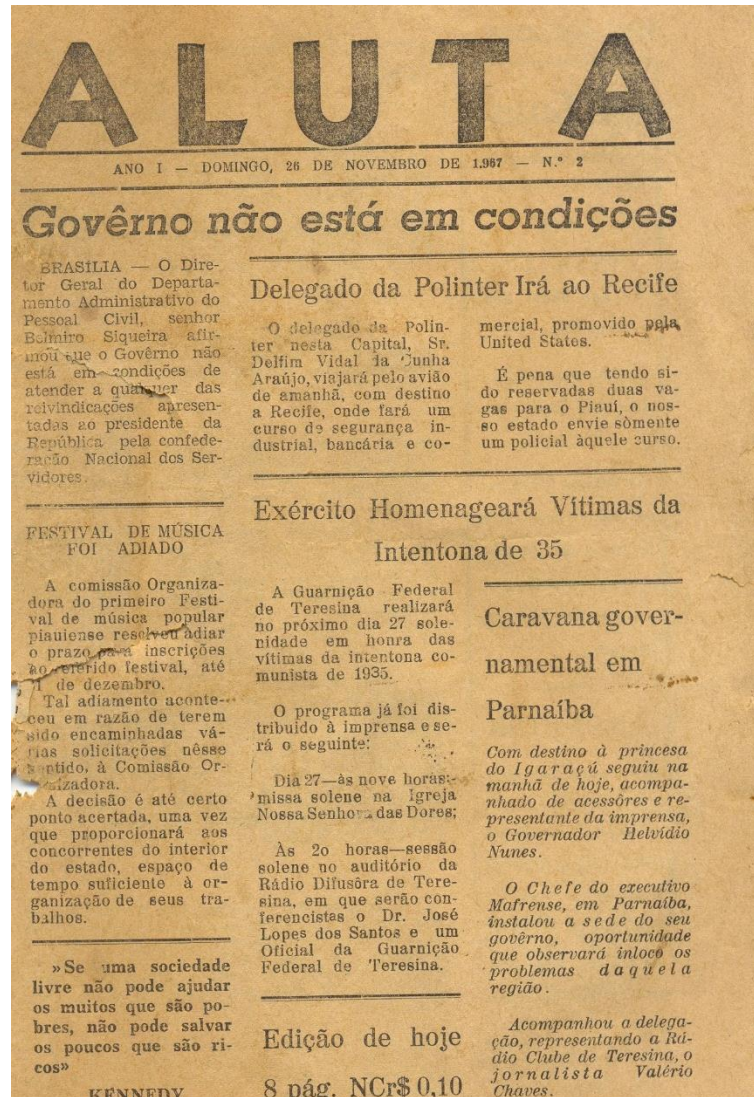 ALUTA
ANO I — DOMINGO, 26 DE NOVEMBRO DE 1.967 — N.º 2
Govêrno não está em condições
BRASÍLIA — O Dire-
tor Geral do Departa-
mento Administrativo do
Pessoal Civil, senhor
Belmiro Siqueira afir-
mou que o Govêrno não
está em condições de
atender a qualquer das
reivindicações apresen-
tadas ao presidente da
República pela confede-
ração Nacional dos Ser-
vidores.
FESTIVAL DE MÚSICA
FOI ADIADO
A comissão Organiza-
dora do primeiro Festi-
val de música popular
piauiense resolveu adiar
o prazo para inscrições
ao referido festival, até
de dezembro.
Tal adiamento aconte-
ceu em razão de terem
sido encaminhadas vá-
rias solicitações nêsse
sentido, à Comissão Or-
ganizadora.
A decisão é até certo
ponto acertada, uma vez
que proporcionará aos
concorrentes do interior
do estado, espaço de
tempo suficiente à or-
ganização de seus tra-
balhos.
»Se uma sociedade
livre não pode ajudar
os muitos que são po-
bres, não pode salvar
os poucos que são ri-
cos»
KENNEDY
Delegado da Polinter Irá ao Recife
O delegado da Polin-
ter nesta Capital, Sr.
Delfim Vidal da Cunha
Araújo, viajará pelo avião
de amanhã, com destino
a Recife, onde fará um
curso de segurança in-
dustrial, bancária e co-
mercial, promovido pela
United States.
É pena que tendo si-
do reservadas duas va-
gas para o Piauí, o nos-
so estado envie sòmente
um policial àquele curso.
Exército Homenageará Vítimas da
Intentona de 35
A Guarnição Federal
de Teresina realizará
no próximo dia 27 sole-
nidade em honra das
vítimas da intentona co-
munista de 1935.
O programa já foi dis-
tribuido à imprensa e se-
rá o seguinte:
Dia 27—às nove horas:-
missa solene na Igreja
Nossa Senhora das Dores;
Às 2o horas—sessão
solene no auditório da
Rádio Difusôra de Tere-
sina, em que serão con-
ferencistas o Dr. José
Lopes dos Santos e um
Oficial da Guarnição
Federal de Teresina.
Edição de hoje
8 pág. NCr$ 0,10
Caravana gover-
namental em
Parnaíba
Com destino à princesa
do Igaraçú seguiu na
manhã de hoje, acompa-
nhado de acessôres e re-
presentante da imprensa,
o Governador Helvídio
Nunes.
O Chefe do executivo
Mafrense, em Parnaíba,
instalou a sede do seu
govêrno, oportunidade
que observará inloco os
problemas daquela
região.
Acompanhou a delega-
ção, representando a Rá-
dio Clube de Teresina, o
jornalista Valério
Chaves.